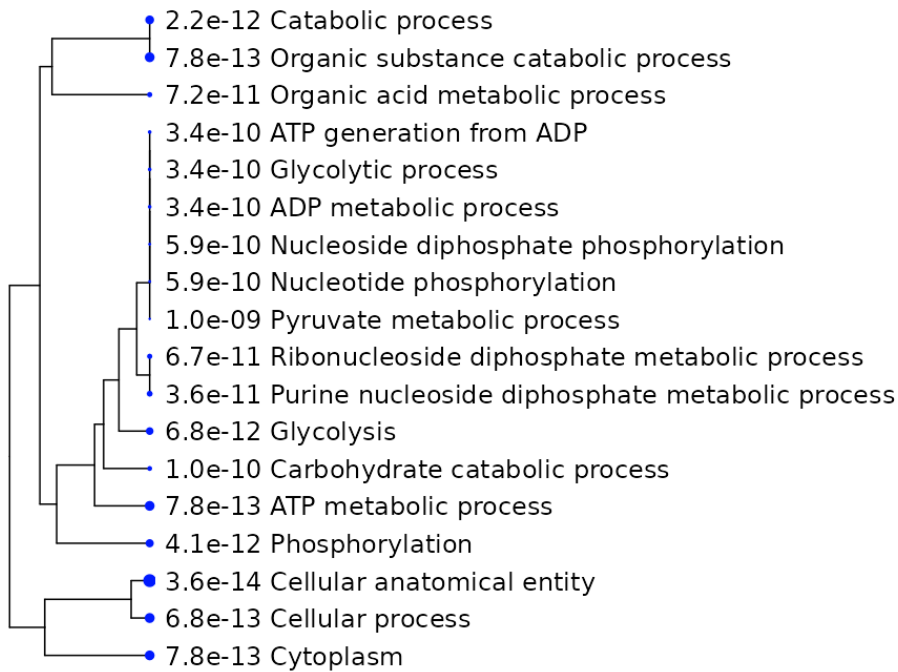 2.2e-12 Catabolic process
7.8e-13 Organic substance catabolic process
7.2e-11 Organic acid metabolic process
3.4e-10 ATP generation from ADP
3.4e-10 Glycolytic process
3.4e-10 ADP metabolic process
5.9e-10 Nucleoside diphosphate phosphorylation
5.9e-10 Nucleotide phosphorylation
1.0e-09 Pyruvate metabolic process
6.7e-11 Ribonucleoside diphosphate metabolic process
3.6e-11 Purine nucleoside diphosphate metabolic process
6.8e-12 Glycolysis
1.0e-10 Carbohydrate catabolic process
7.8e-13 ATP metabolic process
4.1e-12 Phosphorylation
3.6e-14 Cellular anatomical entity
6.8e-13 Cellular process
7.8e-13 Cytoplasm